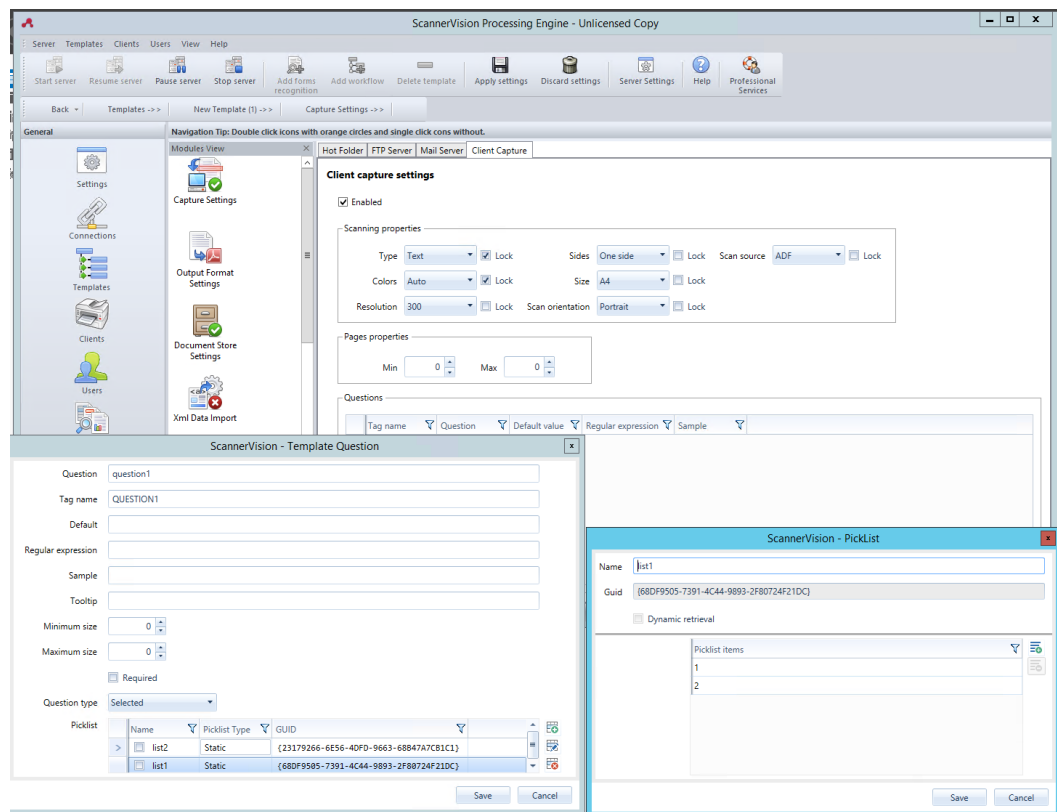 ScannerVision Processing Engine - Unlicensed Copy
Server Templates Clients Users View Help
Start server Resume server Pause server Stop server Add forms recognition Add workflow Delete template Apply settings Discard settings Server Settings Help Professional Services
Back Templates ->> New Template (1) ->> Capture Settings ->>
General
Navigation Tip: Double click icons with orange circles and single click cons without.
Settings
Connections
Templates
Clients
Users
Modules View
Capture Settings
Output Format
Settings
Document Store
Settings
Xml Data Import
Hot Folder FTP Server Mail Server Client Capture
Client capture settings
Enabled
Scanning properties
Type Text Lock Sides One side Lock Scan source ADF Lock
Colors Auto Lock Size A4 Lock
Resolution 300 Lock Scan orientation Portrait Lock
Pages properties
Min 0 Max 0
Questions
Tag name Question Default value Regular expression Sample
ScannerVision - Template Question
Question question1
Tag name QUESTION1
Default
Regular expression
Sample
Tooltip
Minimum size 0
Maximum size 0
Required
Question type Selected
Picklist Name Picklist Type GUID
list2 Static {23179266-6E56-4DFD-9663-68B47A7CB1C1}
list1 Static {68DF9505-7391-4C44-9893-2F80724F21DC}
Save Cancel
ScannerVision - PickList
Name list1
Guid {68DF9505-7391-4C44-9893-2F80724F21DC}
Dynamic retrieval
Picklist items
1
2
Save Cancel